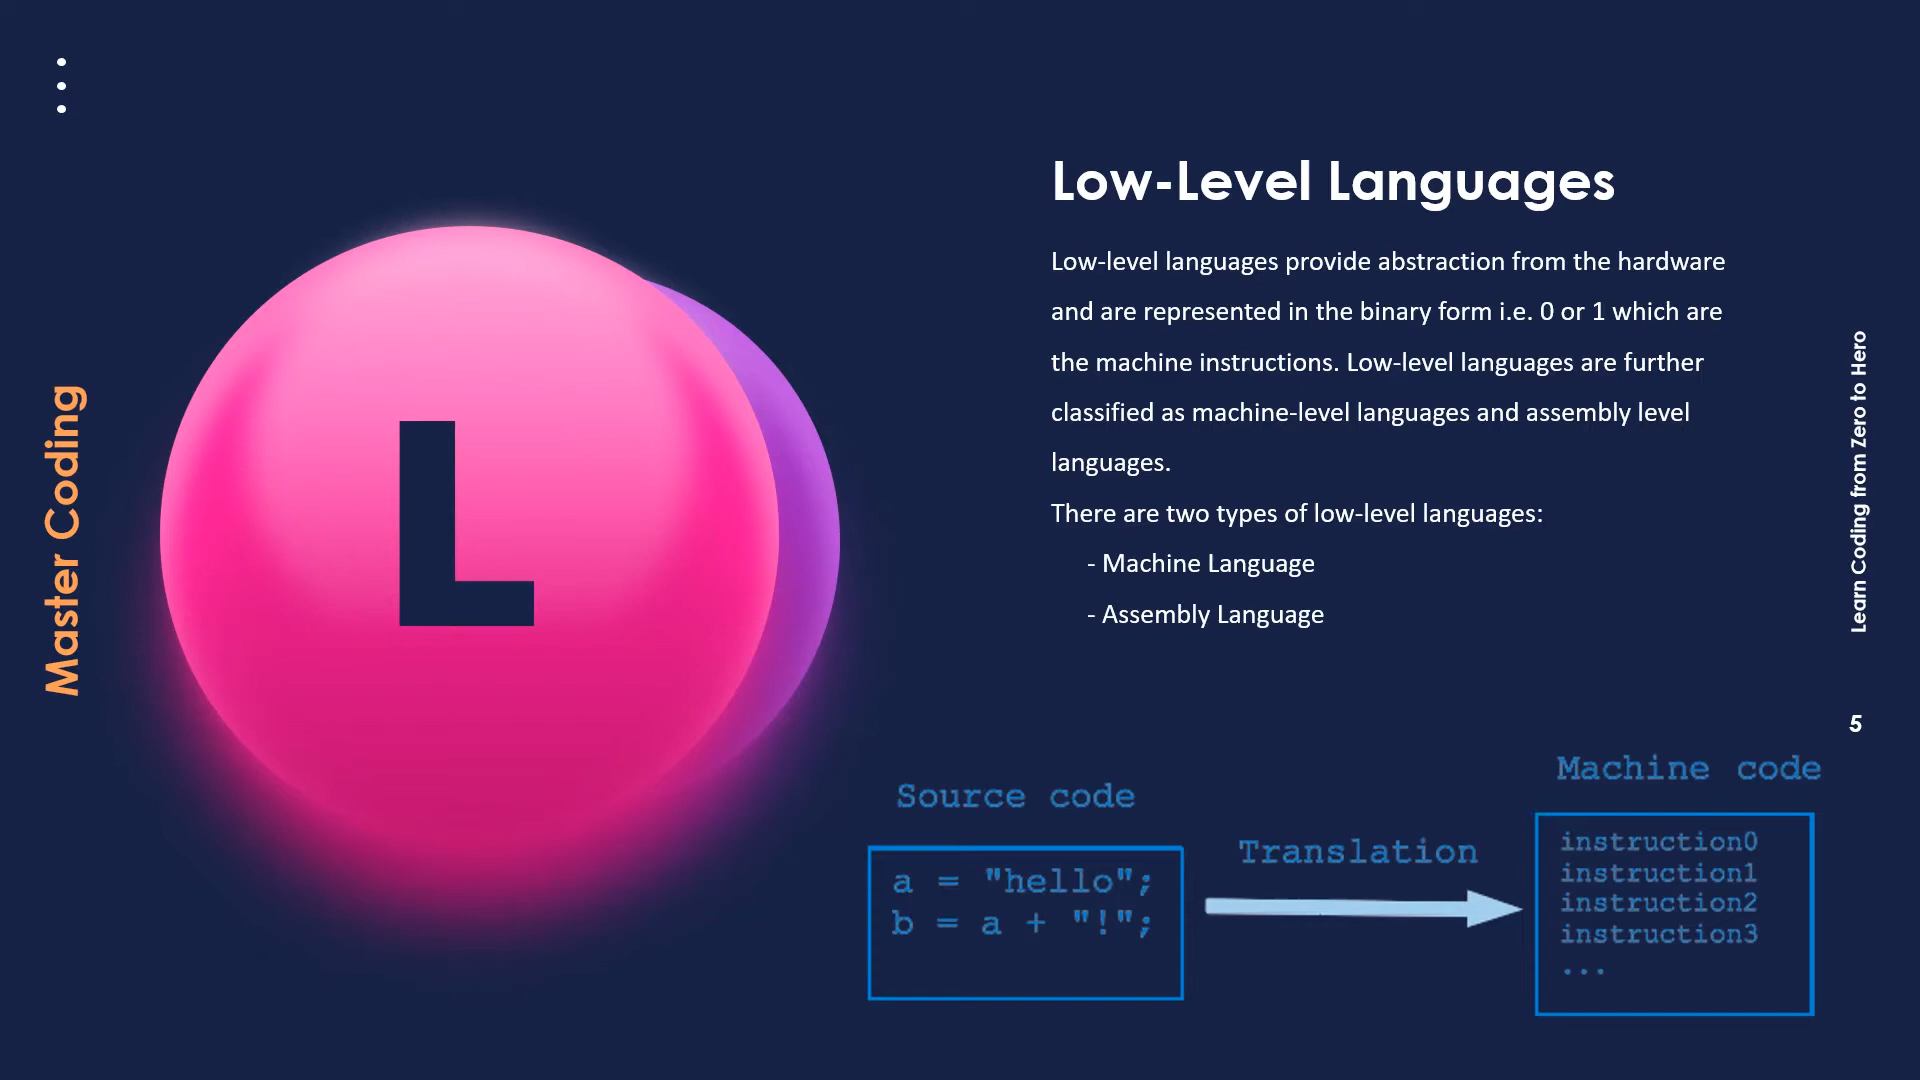 Master Coding
L
Low-Level Languages
Low-level languages provide abstraction from the hardware
and are represented in the binary form i.e. 0 or 1 which are
the machine instructions. Low-level languages are further
classified as machine-level languages and assembly level
languages.
There are two types of low-level languages:
- Machine Language
- Assembly Language
Learn Coding from Zero to Hero
5
Source code
a = "hello";
b = a + "!";
Translation
Machine code
instruction0
instruction1
instruction2
instruction3
...